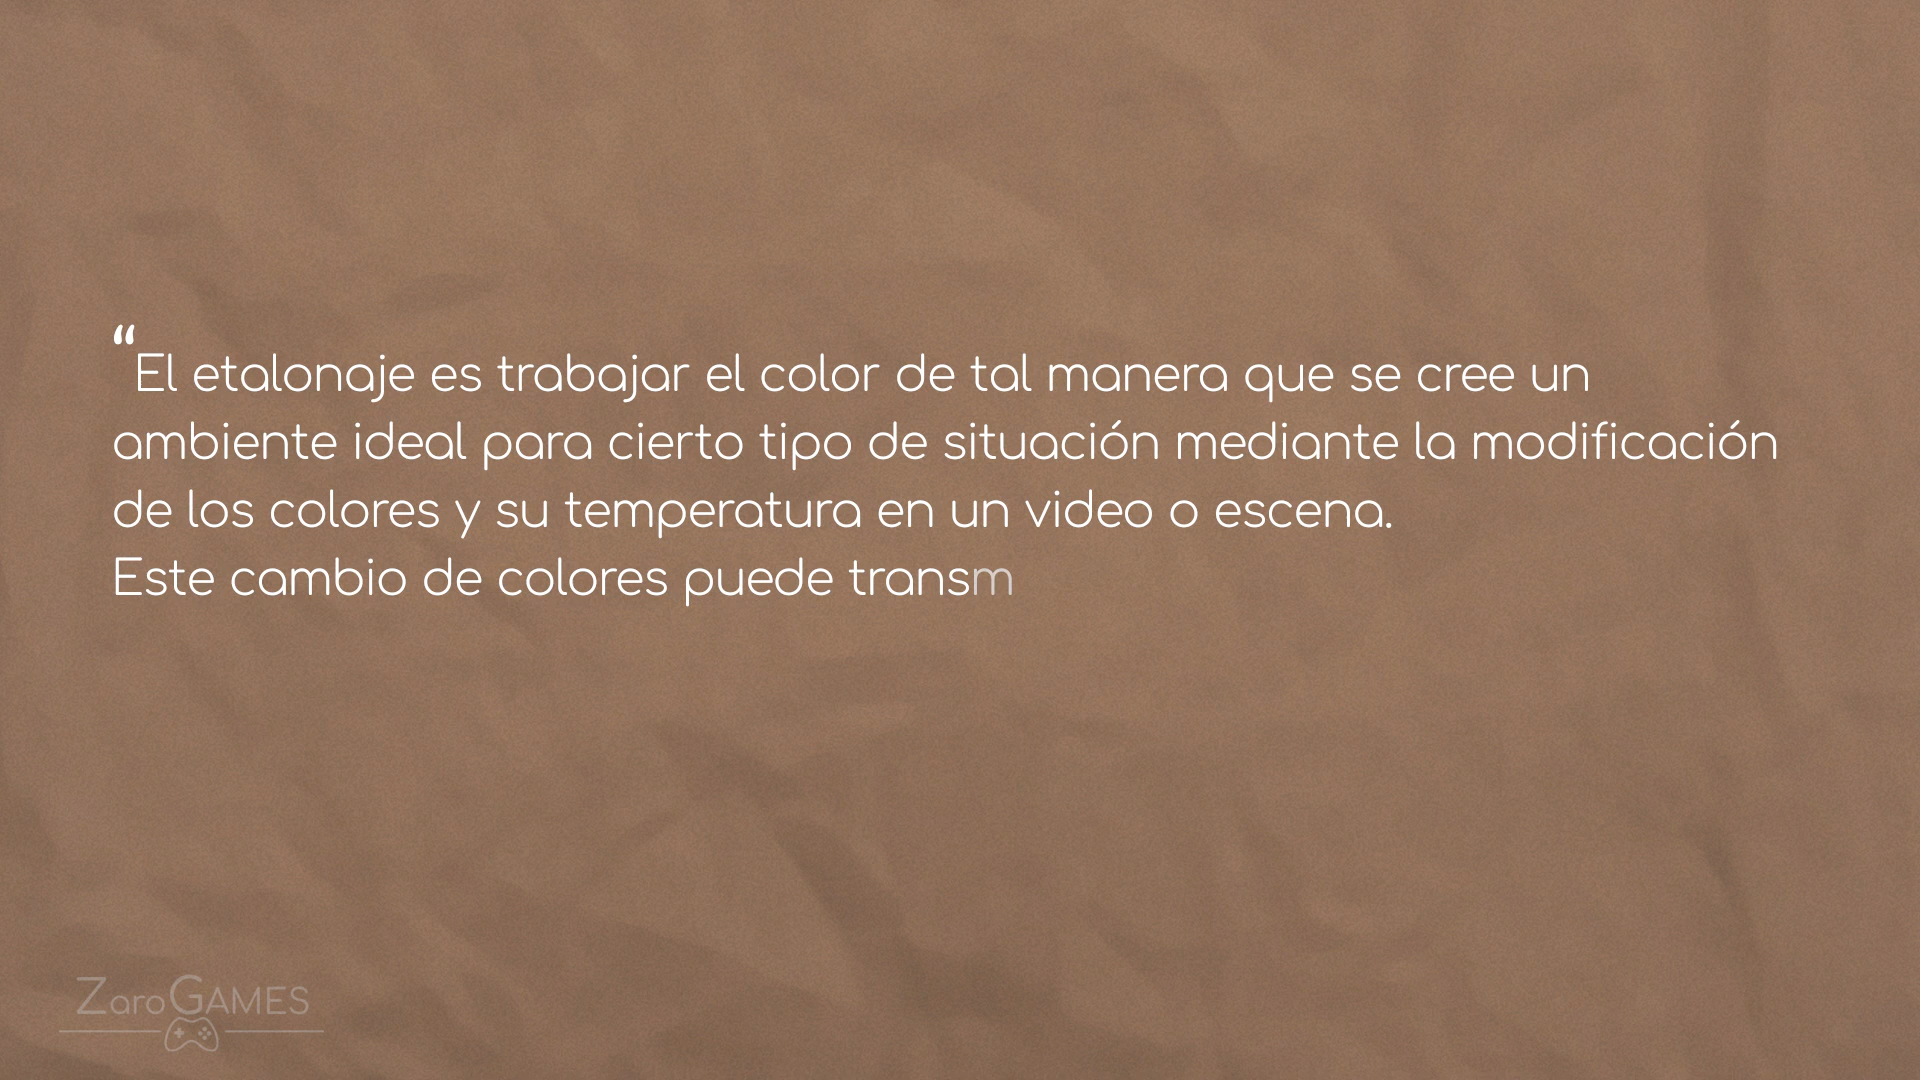 “El etalonaje es trabajar el color de tal manera que se cree un
ambiente ideal para cierto tipo de situación mediante la modificación
de los colores y su temperatura en un video o escena.
Este cambio de colores puede transm
ZaroGAMES